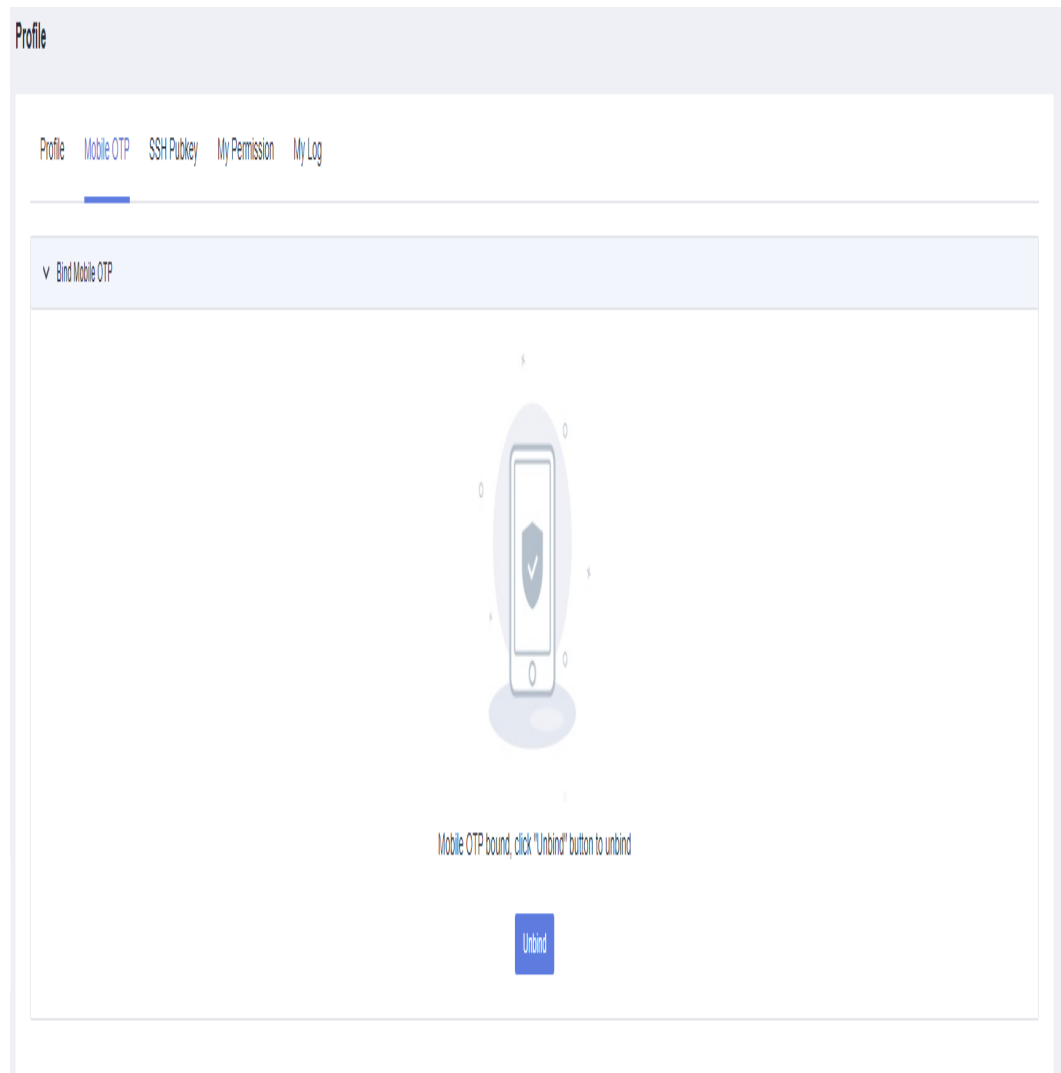 Profile
Profile Mobile OTP SSH Pubkey My Permission My Log
Bind Mobile OTP
Mobile OTP bound, click "Unbind" button to unbind
Unbind